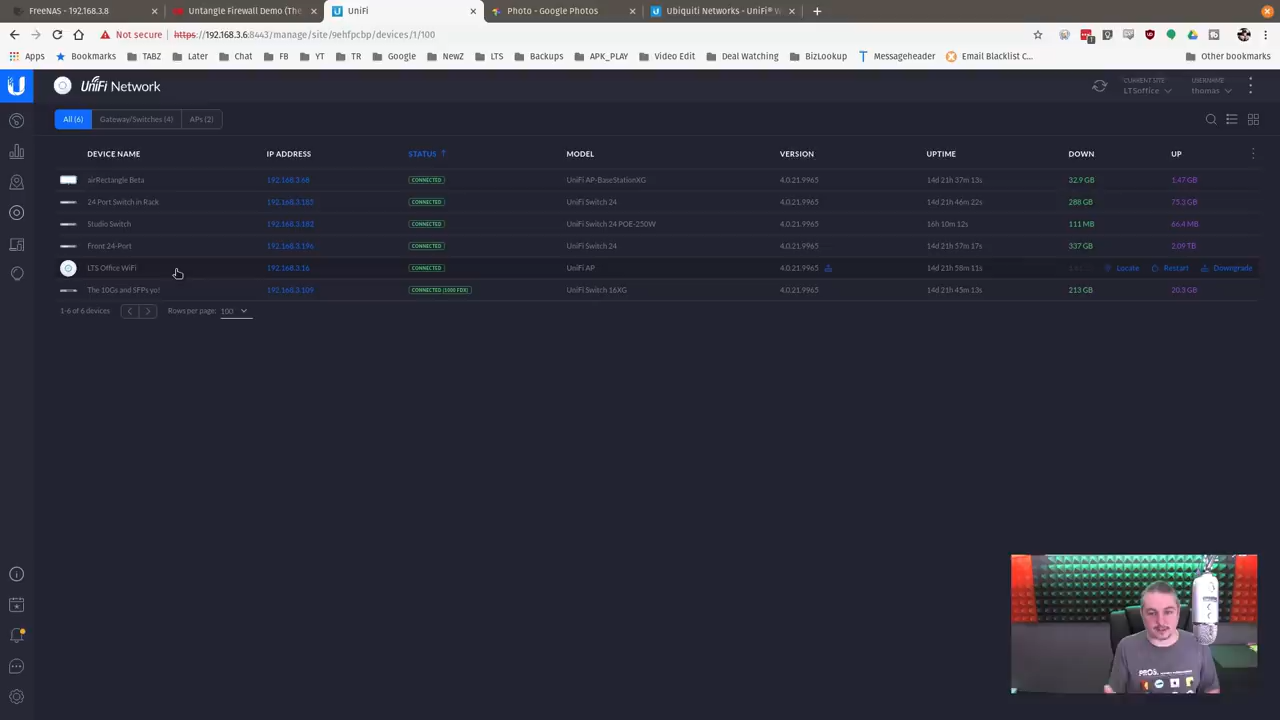 FreeNAS - 192.168.3.8
Untangle Firewall Demo (The
UniFi
Photo - Google Photos
Ubiquiti Networks - UniFi® W
Not secure
https://192.168.3.6:8443/manage/site/9ehfpcbp/devices/1/100
Apps Bookmarks TABZ Later Chat FB YT TR Google NewZ LTS Backups APK_PLAY Video Edit BizLookup Deal Watching Messageheader Email Blacklist C... Other bookmarks
UniFi Network
CURRENT SITE
LTSoffice
USERNAME
thomas
All (6) Gateway/Switches (4) APs (2)
DEVICE NAME IP ADDRESS STATUS ↑ MODEL VERSION UPTIME DOWN UP
airRectangle Beta 192.168.3.68 CONNECTED UniFi AP-BaseStationXG 4.0.21.9965 14d 21h 37m 13s 32.9 GB 1.47 GB
24 Port Switch in Rack 192.168.3.185 CONNECTED UniFi Switch 24 4.0.21.9965 14d 21h 46m 22s 288 GB 75.3 GB
Studio Switch 192.168.3.182 CONNECTED UniFi Switch 24 POE-250W 4.0.21.9965 16h 10m 12s 111 MB 66.4 MB
Front 24-Port 192.168.3.196 CONNECTED UniFi Switch 24 4.0.21.9965 14d 21h 57m 17s 337 GB 2.09 TB
LTS Office WiFi 192.168.3.16 CONNECTED UniFi AP 4.0.21.9965 14d 21h 58m 11s Locate Restart Downgrade
The 10Gs and SFPs yo! 192.168.3.109 CONNECTED (1000 FDX) UniFi Switch 16XG 4.0.21.9965 14d 21h 45m 13s 213 GB 20.3 GB
1-6 of 6 devices Rows per page: 100